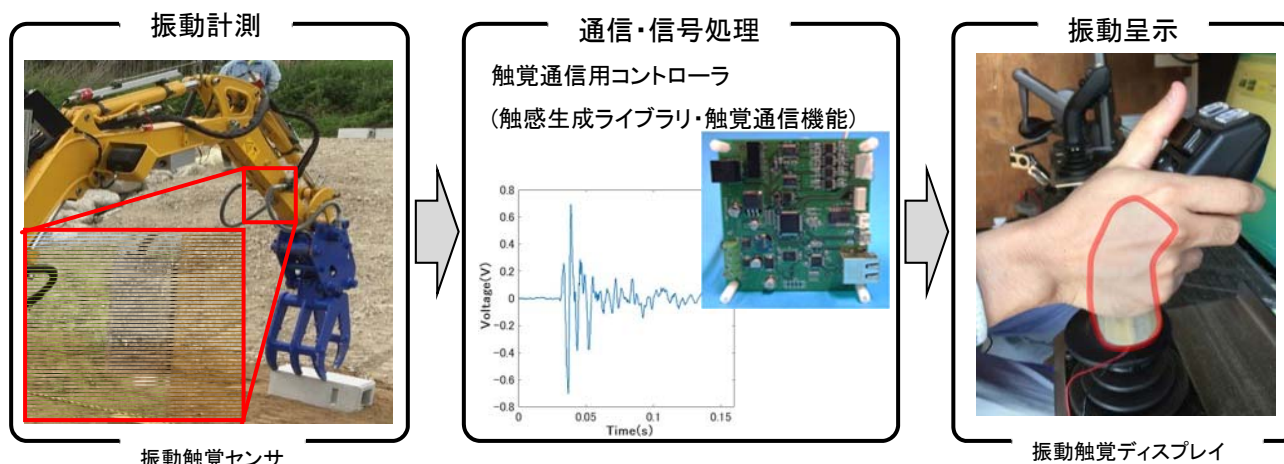 振動計測
振動触覚センサ
通信・信号処理
触覚通信用コントローラ
(触感生成ライブラリ・触覚通信機能)
0.8
0.6
0.4
0.2
0
-0.2
-0.4
-0.6
-0.8
Voltage(V)
0
0.05
0.1
0.15
Time(s)
振動呈示
振動触覚ディスプレイ